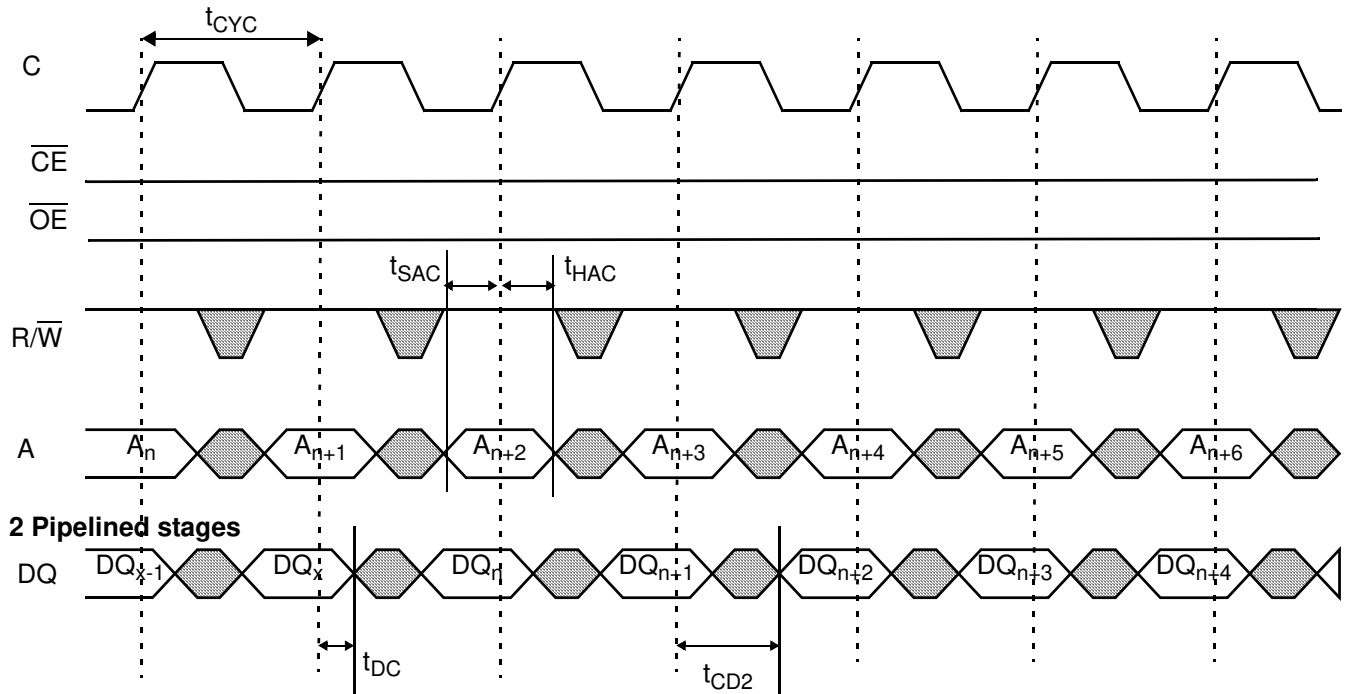 tCYC
C
CE
OE
tSAC tHAC
R/W
A An An+1 An+2 An+3 An+4 An+5 An+6
2 Pipelined stages
DQ DQx-1 DQx DQn DQn+1 DQn+2 DQn+3 DQn+4
tDC tCD2